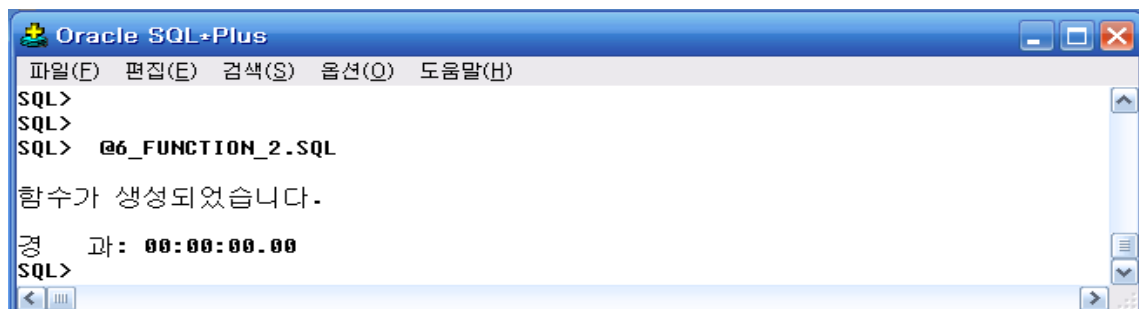 Oracle SQL*Plus
파일(F) 편집(E) 검색(S) 옵션(O) 도움말(H)
SQL>
SQL>
SQL> @6_FUNCTION_2.SQL
함수가 생성되었습니다.
경 과: 00:00:00.00
SQL>